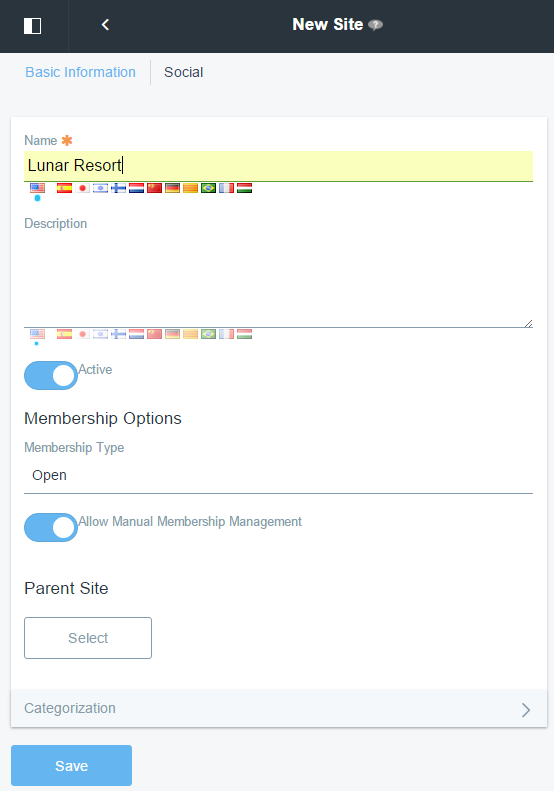 New Site
Basic Information Social
Name
Lunar Resort
Description
Active
Membership Options
Membership Type
Open
Allow Manual Membership Management
Parent Site
Select
Categorization
Save